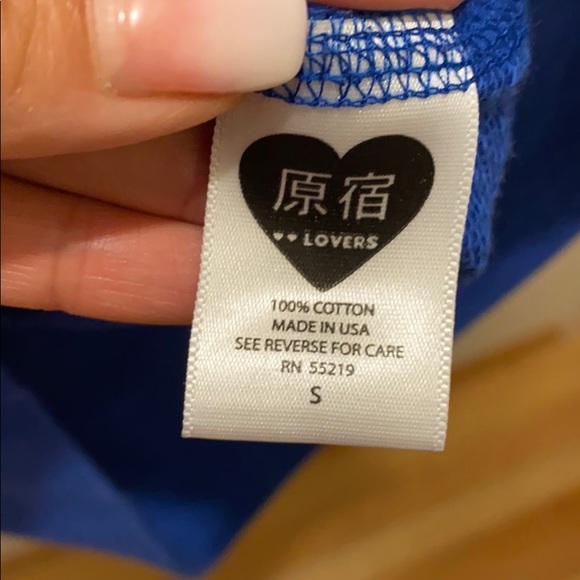 原宿
LOVERS
100% COTTON
MADE IN USA
SEE REVERSE FOR CARE
RN 55219
S